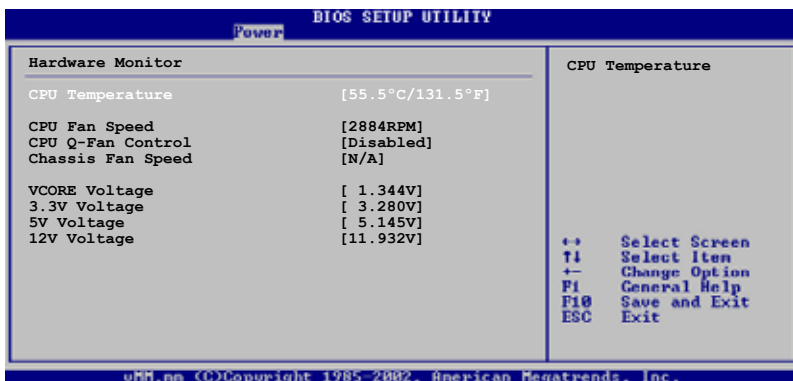 BIOS SETUP UTILITY
Power
Hardware Monitor
CPU Temperature [55.5°C/131.5°F]
CPU Fan Speed [2884RPM]
CPU Q-Fan Control [Disabled]
Chassis Fan Speed [N/A]
VCORE Voltage [ 1.344V]
3.3V Voltage [ 3.280V]
5V Voltage [ 5.145V]
12V Voltage [11.932V]
CPU Temperature
←→ Select Screen
↑↓ Select Item
+- Change Option
F1 General Help
F10 Save and Exit
ESC Exit
vMM.nn (C)Copyright 1985-2002, American Megatrends, Inc.